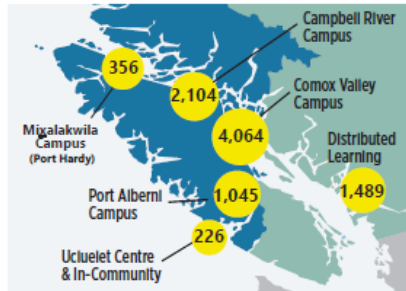 Campbell River
Campus
356
2,104
Comox Valley
Campus
4,064
Mixalakwila
Campus
(Port Hardy)
Distributed
Learning
1,489
Port Alberni
Campus
1,045
226
Ucluelet Centre
& In-Community